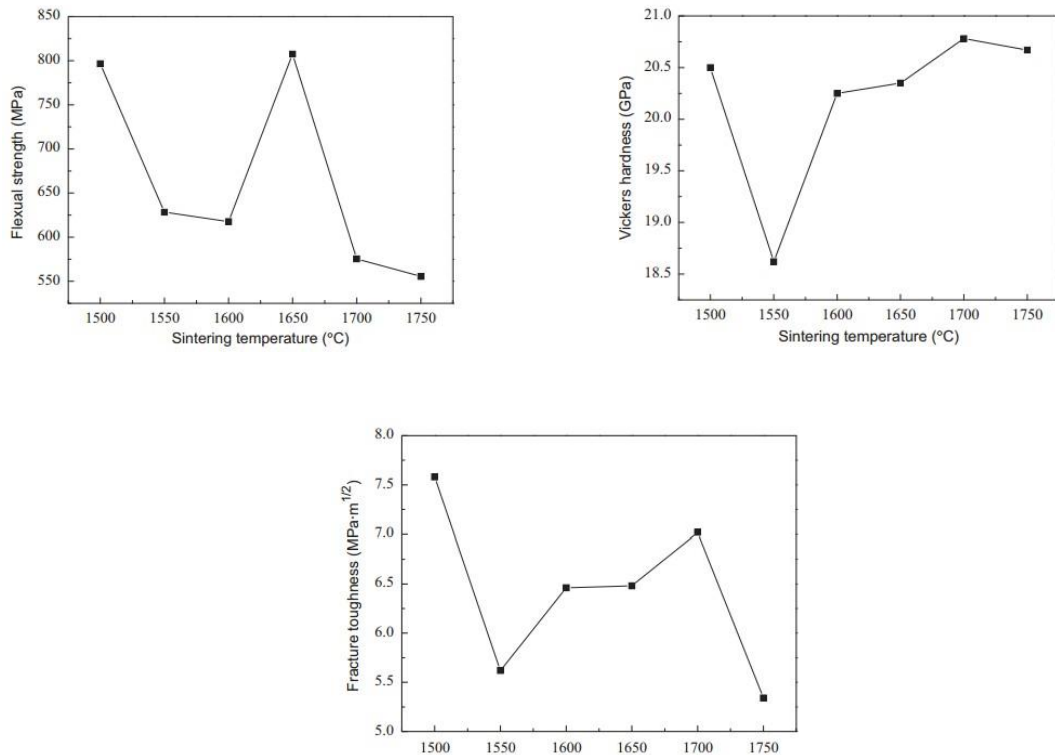 Flexual strength (MPa)
850
800
750
700
650
600
550
1500 1550 1600 1650 1700 1750
Sintering temperature (°C)
Vickers hardness (GPa)
21.0
20.5
20.0
19.5
19.0
18.5
1500 1550 1600 1650 1700 1750
Sintering temperature (°C)
Fracture toughness (MPa·m1/2)
8.0
7.5
7.0
6.5
6.0
5.5
5.0
1500 1550 1600 1650 1700 1750